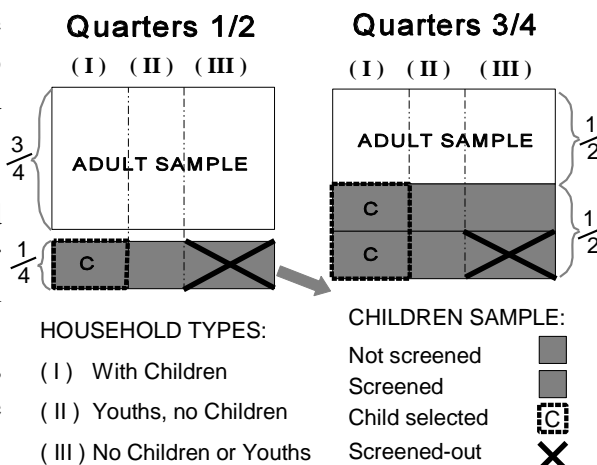 Quarters 1/2
( I ) ( II ) ( III )
3/4
ADULT SAMPLE
1/4
C
HOUSEHOLD TYPES:
( I ) With Children
( II ) Youths, no Children
( III ) No Children or Youths
Quarters 3/4
( I ) ( II ) ( III )
ADULT SAMPLE
1/2
C
C
1/2
CHILDREN SAMPLE:
Not screened
Screened
Child selected C
Screened-out